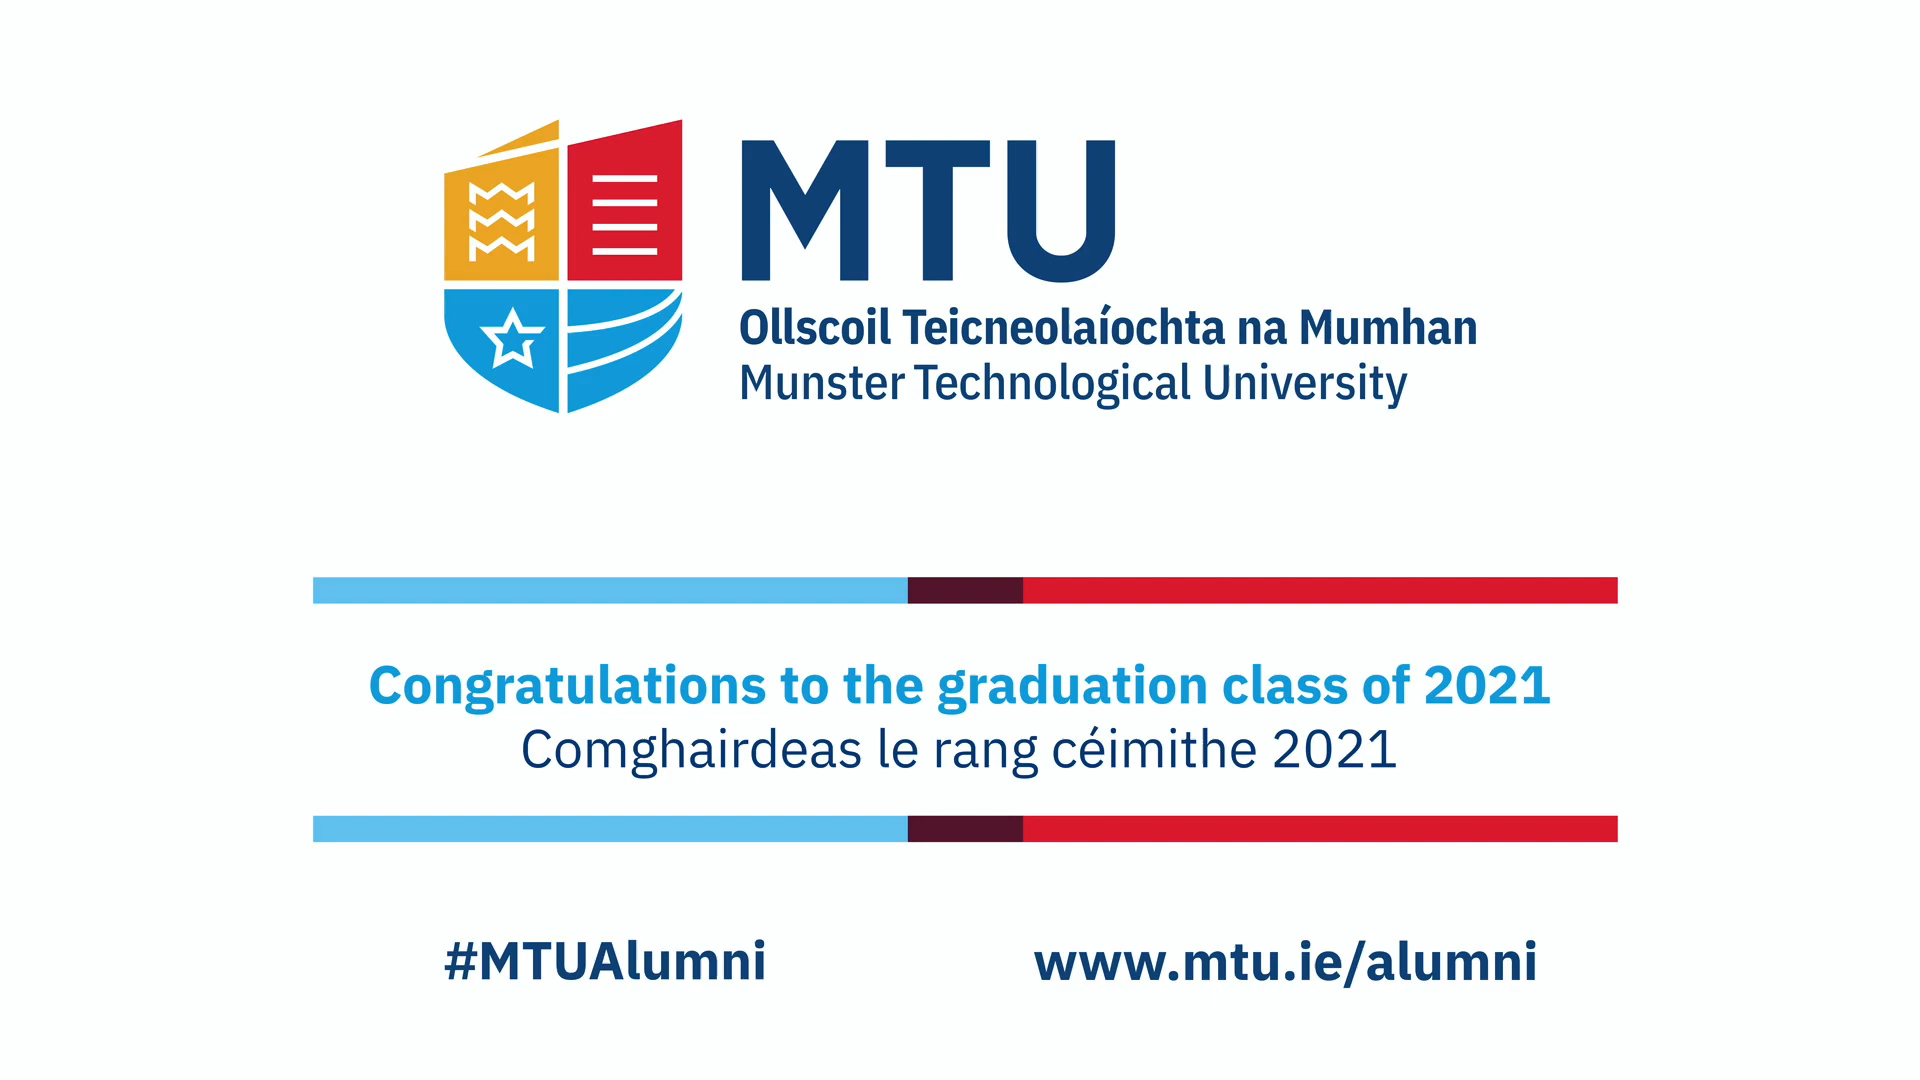 MTU
Ollscoil Teicneolaíochta na Mumhan
Munster Technological University
Congratulations to the graduation class of 2021
Comghairdeas le rang céimithe 2021
#MTUAlumni
www.mtu.ie/alumni